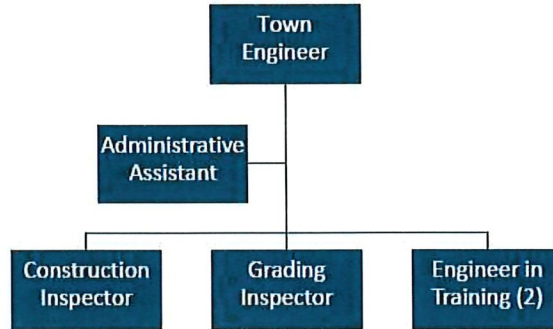 Town
Engineer
Administrative
Assistant
Construction
Inspector
Grading
Inspector
Engineer in
Training (2)